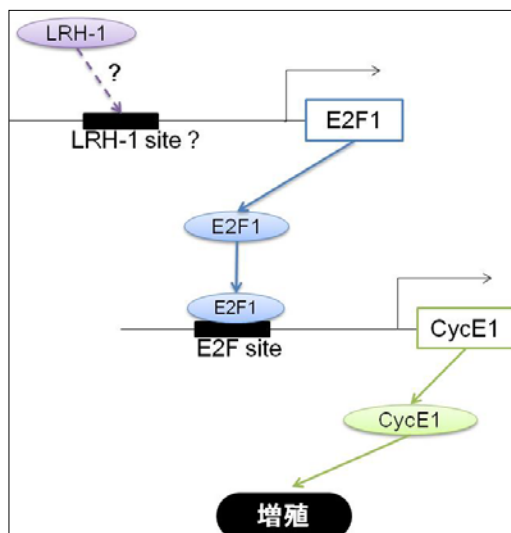 LRH-1
?
LRH-1 site ?
E2F1
E2F1
E2F1
E2F site
CycE1
CycE1
増殖